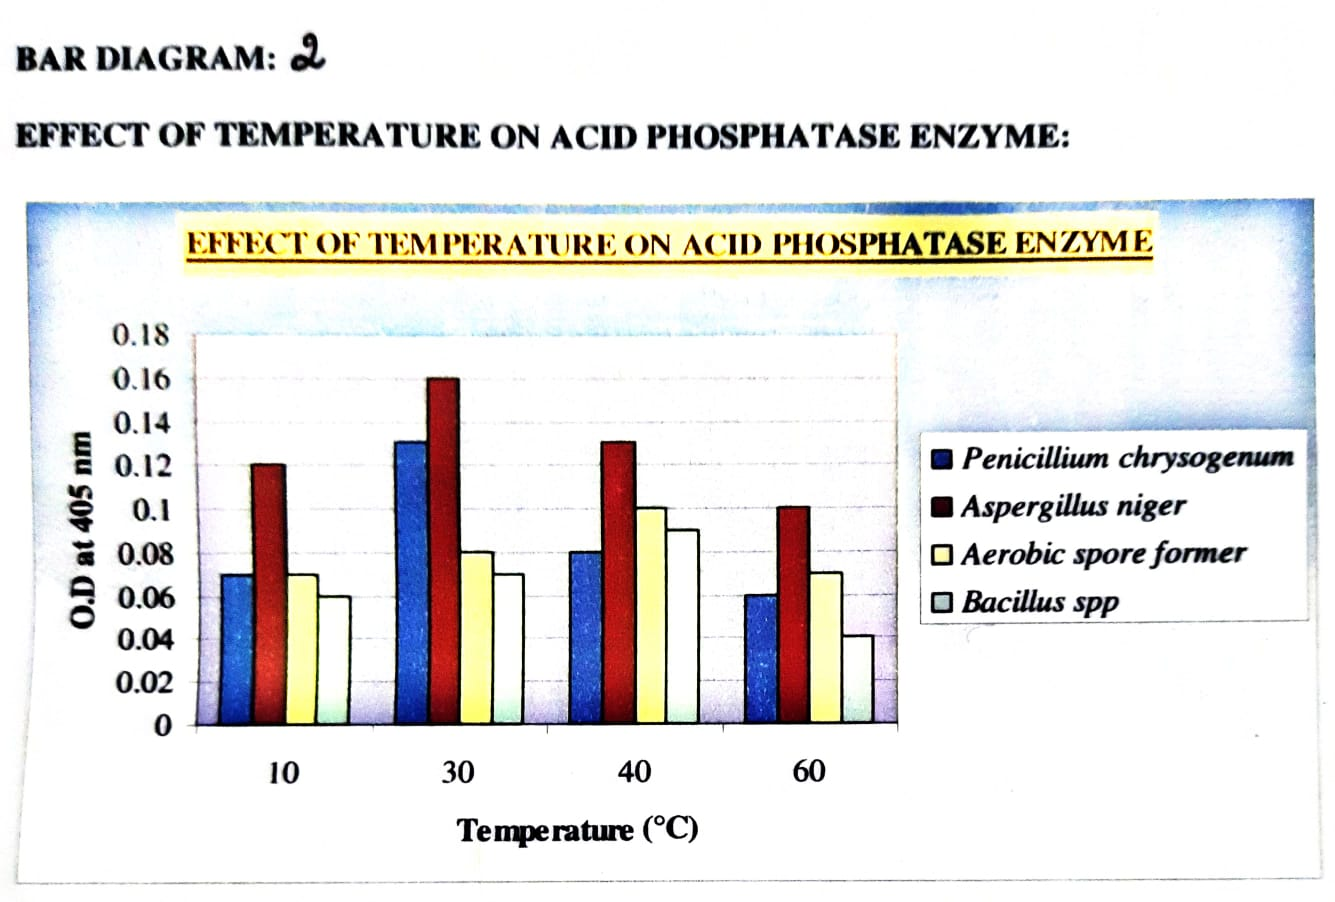 BAR DIAGRAM: 2
EFFECT OF TEMPERATURE ON ACID PHOSPHATASE ENZYME:
EFFECT OF TEMPERATURE ON ACID PHOSPHATASE ENZYME
0.18
0.16
0.14
0.12
0.1
0.08
0.06
0.04
0.02
0
O.D at 405 nm
10 30 40 60
Temperature (°C)
Penicillium chrysogenum
Aspergillus niger
Aerobic spore former
Bacillus spp